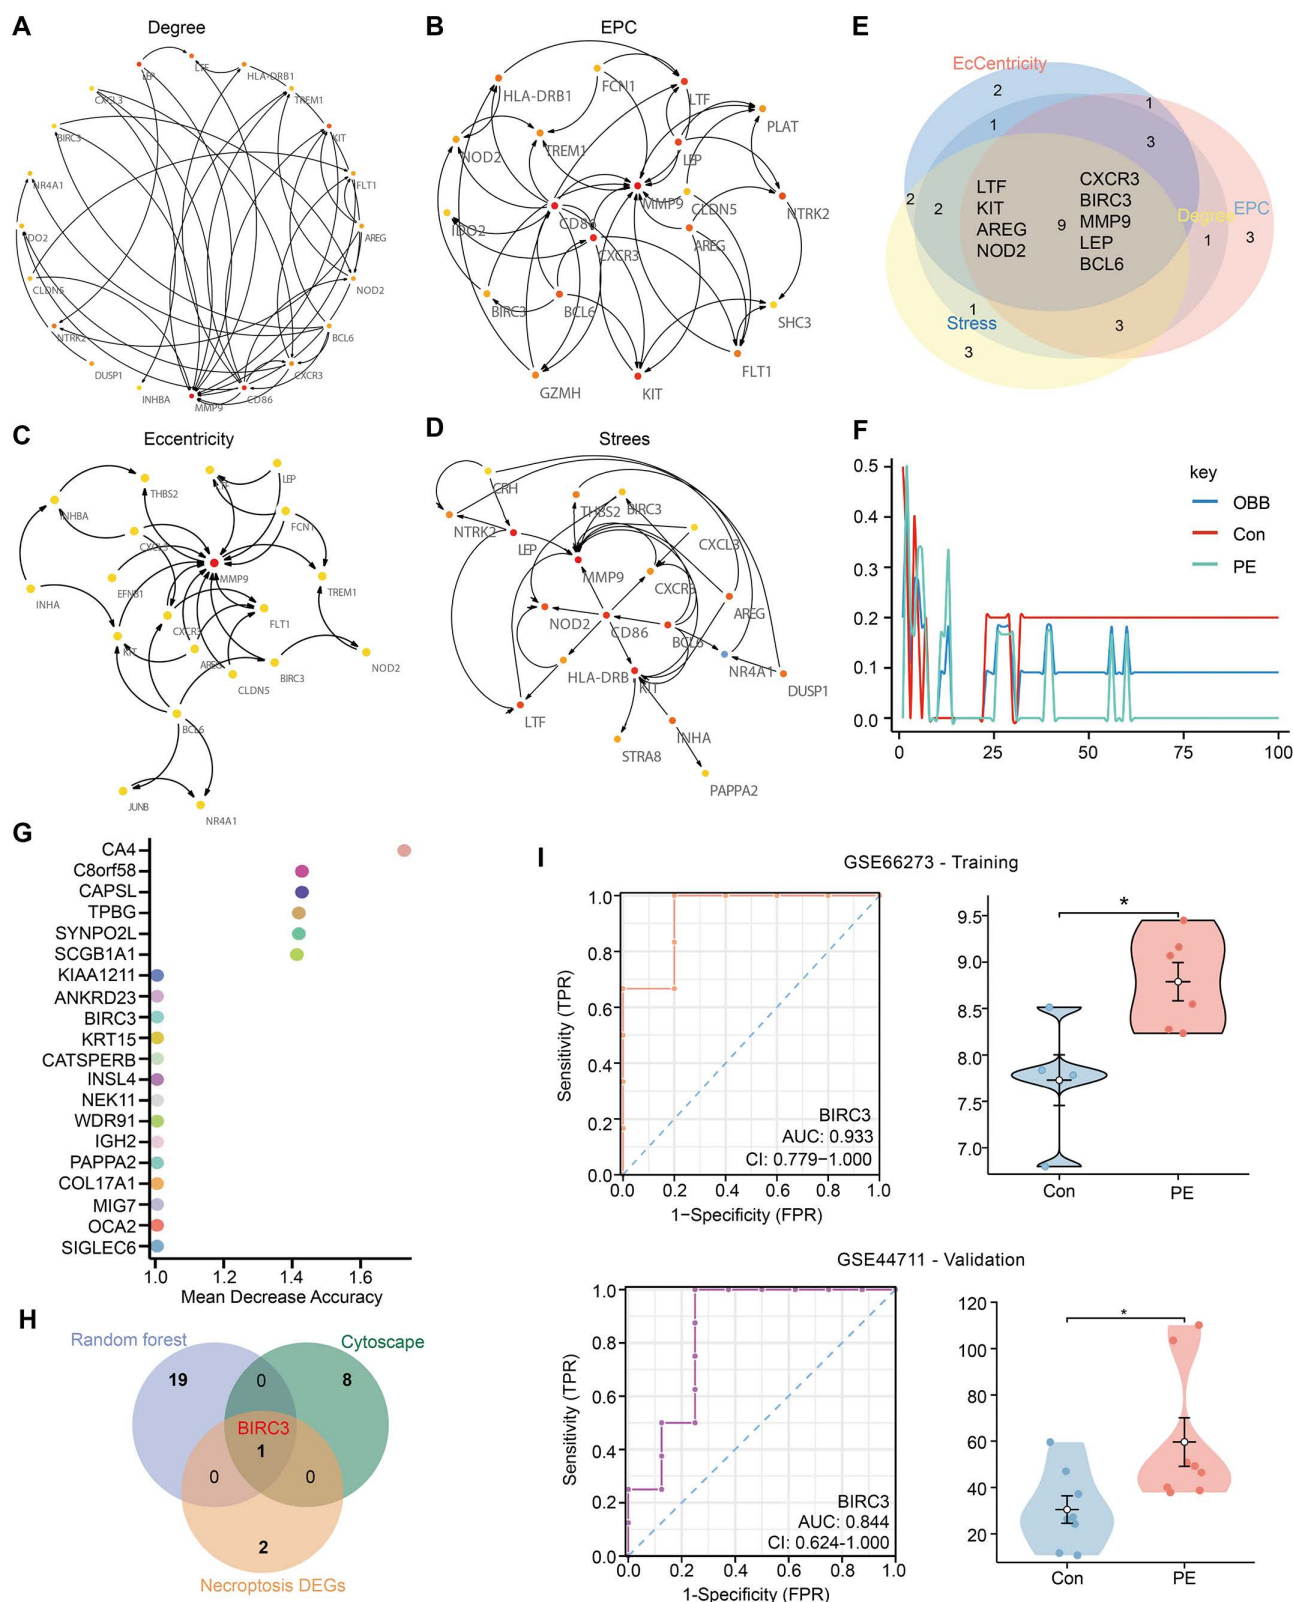 A
Degree
LEP
LTF
HLA-DRB1
CXCL3
TREM1
BIRC3
KIT
NR4A1
FLT1
IDO2
AREG
CLDN5
NOD2
NTRK2
BCL6
DUSP1
CXCR3
INHBA
MMP9
CD86
B
EPC
HLA-DRB1
FCN1
LTF
PLAT
NOD2
TREM1
LEP
MMP9
CLDN5
NTRK2
IDO2
CD86
CXCR3
AREG
BIRC3
BCL6
SHC3
FLT1
GZMH
KIT
E
EcCentricity
2
1
1
3
2
2
LTF
KIT
AREG
NOD2
9
CXCR3
BIRC3
MMP9
LEP
BCL6
Degree
EPC
1
3
1
Stress
3
3
C
Eccentricity
LEP
THBS2
INHBA
FCN1
CXCL3
MMP9
EFNB1
TREM1
INHA
CXCR3
FLT1
KIT
AREG
BIRC3
NOD2
CLDN5
BCL6
JUNB
NR4A1
D
Strees
CRH
NTRK2
THBS2
BIRC3
LEP
CXCL3
MMP9
CXCR3
NOD2
CD86
AREG
BCL6
HLA-DRB
KIT
NR4A1
DUSP1
LTF
INHA
STRA8
PAPPA2
F
0.5
0.4
0.3
0.2
0.1
0.0
0
25
50
75
100
key
OBB
Con
PE
G
CA4
C8orf58
CAPSL
TPBG
SYNPO2L
SCGB1A1
KIAA1211
ANKRD23
BIRC3
KRT15
CATSPERB
INSL4
NEK11
WDR91
IGH2
PAPPA2
COL17A1
MIG7
OCA2
SIGLEC6
1.0
1.2
1.4
1.6
Mean Decrease Accuracy
H
Random forest
Cytoscape
19
0
8
BIRC3
1
0
0
2
Necroptosis DEGs
I
GSE66273 - Training
Sensitivity (TPR)
1.0
0.8
0.6
0.4
0.2
0.0
BIRC3
AUC: 0.933
CI: 0.779−1.000
0.0
0.2
0.4
0.6
0.8
1.0
1−Specificity (FPR)
9.5
9.0
8.5
8.0
7.5
7.0
*
Con
PE
GSE44711 - Validation
Sensitivity (TPR)
1.0
0.8
0.6
0.4
0.2
0.0
BIRC3
AUC: 0.844
CI: 0.624-1.000
0.0
0.2
0.4
0.6
0.8
1.0
1-Specificity (FPR)
120
100
80
60
40
20
*
Con
PE